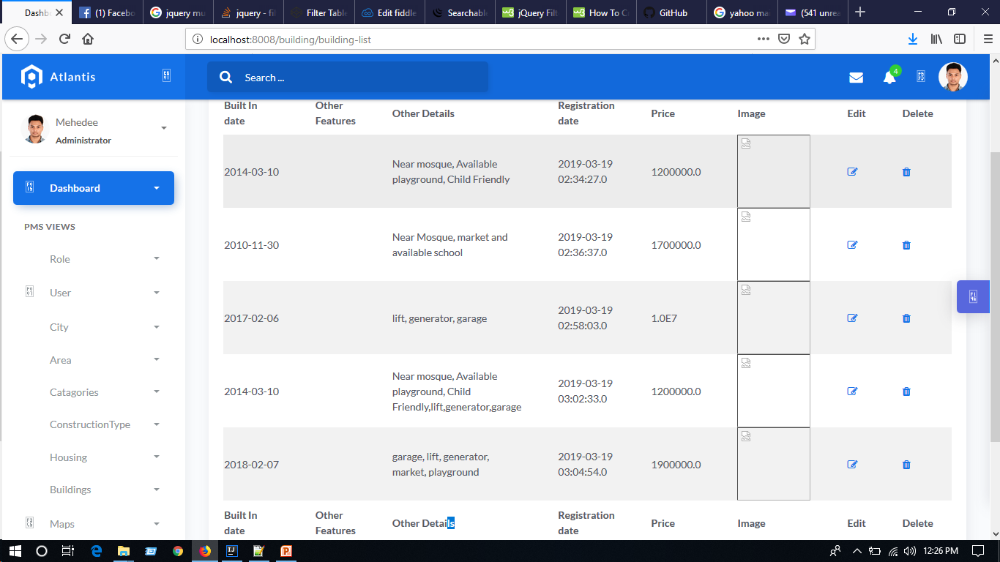 Dashbo
(1) Facebo
jquery mu
jquery - fil
Filter Table
Edit fiddle
Searchable
jQuery Filt
How To Cr
GitHub
yahoo mai
(541 unrea
localhost:8008/building/building-list
Atlantis
Search ...
4
Mehedee
Administrator
Dashboard
PMS VIEWS
Role
User
City
Area
Catagories
ConstructionType
Housing
Buildings
Maps
Built In date
Other Features
Other Details
Registration date
Price
Image
Edit
Delete
2014-03-10
Near mosque, Available
playground, Child Friendly
2019-03-19
02:34:27.0
1200000.0
2010-11-30
Near Mosque, market and
available school
2019-03-19
02:36:37.0
1700000.0
2017-02-06
lift, generator, garage
2019-03-19
02:58:03.0
1.0E7
2014-03-10
Near mosque, Available
playground, Child
Friendly,lift,generator,garage
2019-03-19
03:02:33.0
1200000.0
2018-02-07
garage, lift, generator,
market, playground
2019-03-19
03:04:54.0
1900000.0
Built In date
Other Features
Other Details
Registration date
Price
Image
Edit
Delete
12:26 PM